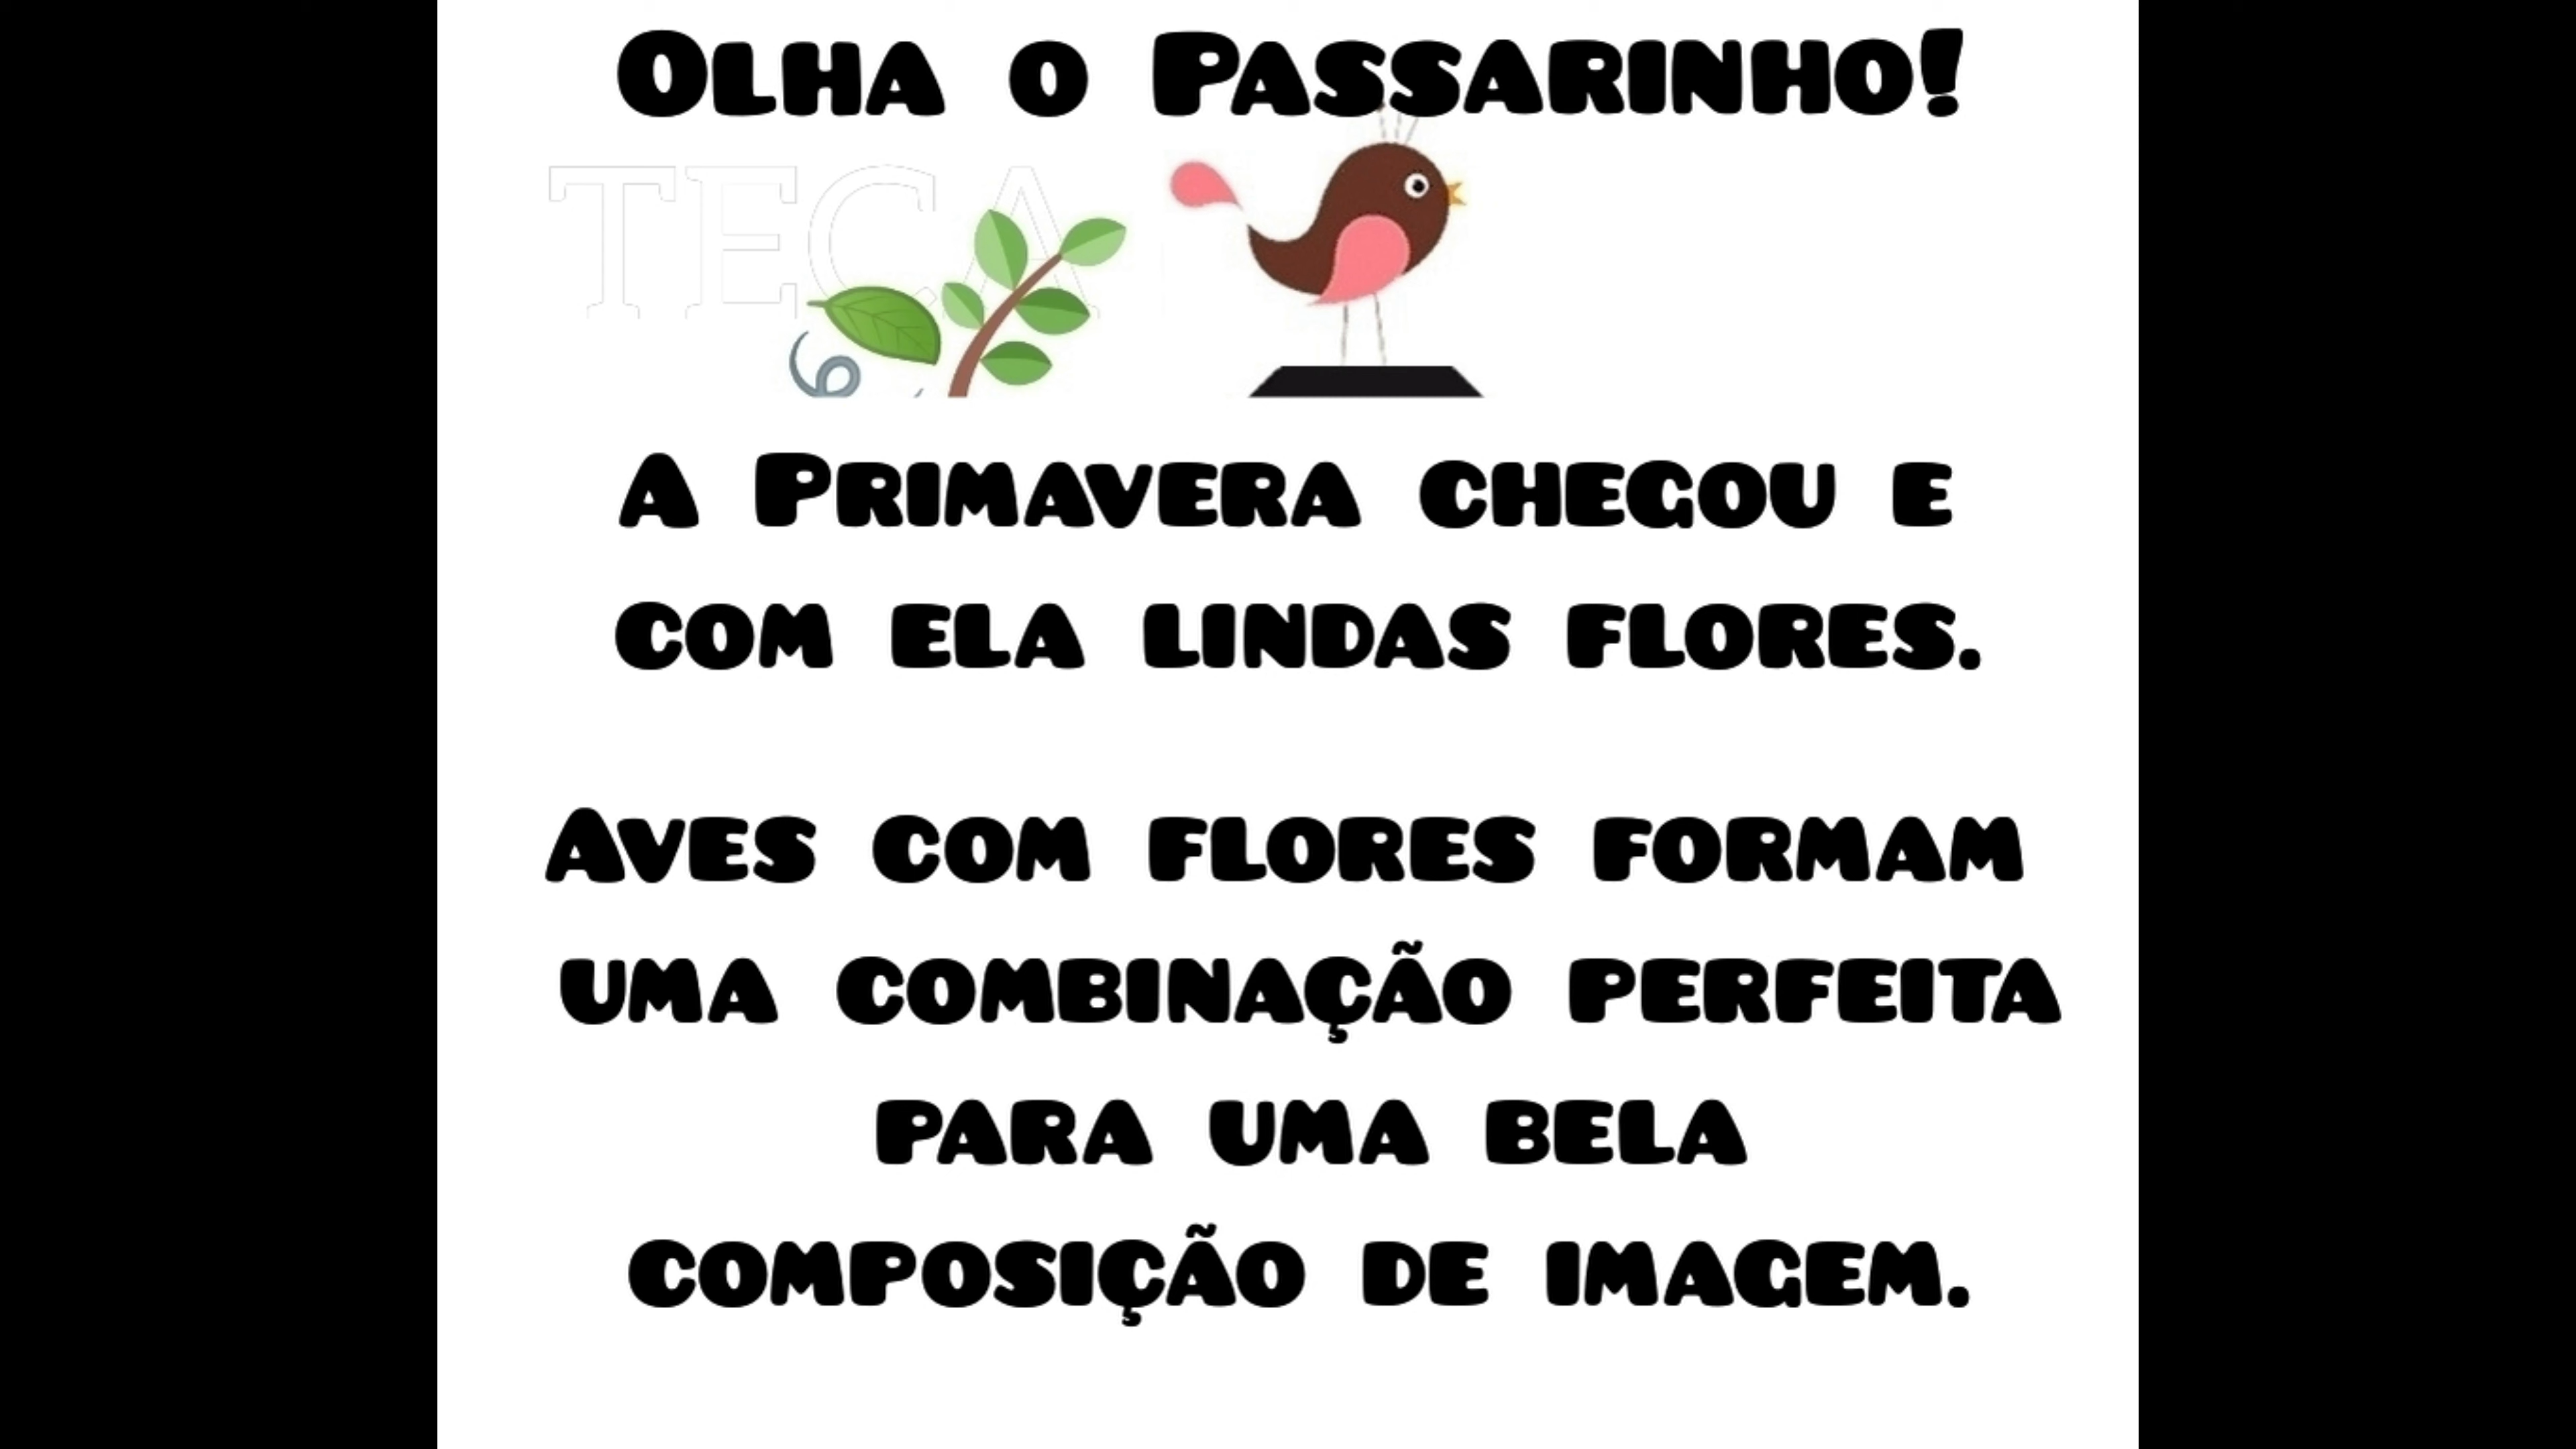 Olha o Passarinho!
TECA
A Primavera chegou e
com ela lindas flores.
Aves com flores formam
uma combinação perfeita
para uma bela
composição de imagem.